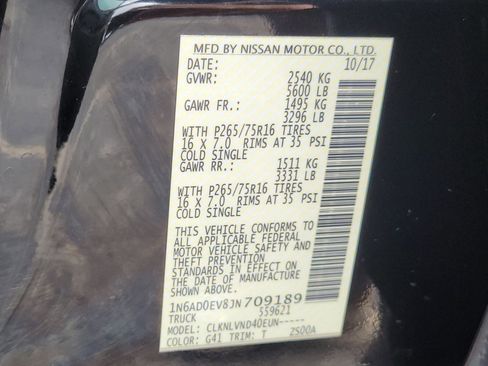 MFD BY NISSAN MOTOR CO., LTD.
DATE: 10/17
GVWR: 2540 KG
5600 LB
GAWR FR.: 1495 KG
3296 LB
WITH P265/75R16 TIRES
16 X 7.0 RIMS AT 35 PSI
COLD SINGLE
GAWR RR.: 1511 KG
3331 LB
WITH P265/75R16 TIRES
16 X 7.0 RIMS AT 35 PSI
COLD SINGLE
THIS VEHICLE CONFORMS TO
ALL APPLICABLE FEDERAL
MOTOR VEHICLE SAFETY AND
THEFT PREVENTION
STANDARDS IN EFFECT ON
THE DATE OF MANUFACTURE
SHOWN ABOVE.
1N6AD0EV8JN709189
TRUCK 559621
MODEL: CLKNLVND40EUN-----
COLOR: G41 TRIM: T 2S00A